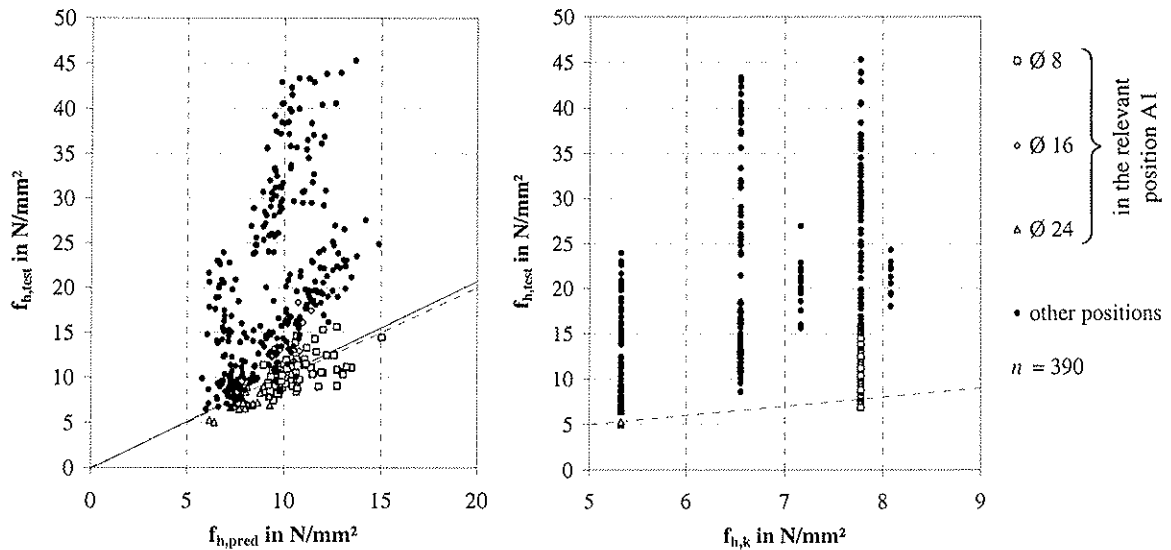 50
45
40
35
30
25
20
15
10
5
0
f_h,test in N/mm²
0
5
10
15
20
f_h,pred in N/mm²
50
45
40
35
30
25
20
15
10
5
0
f_h,test in N/mm²
5
6
7
8
9
f_h,k in N/mm²
Ø 8
Ø 16
Ø 24
in the relevant
position A1
other positions
n = 390